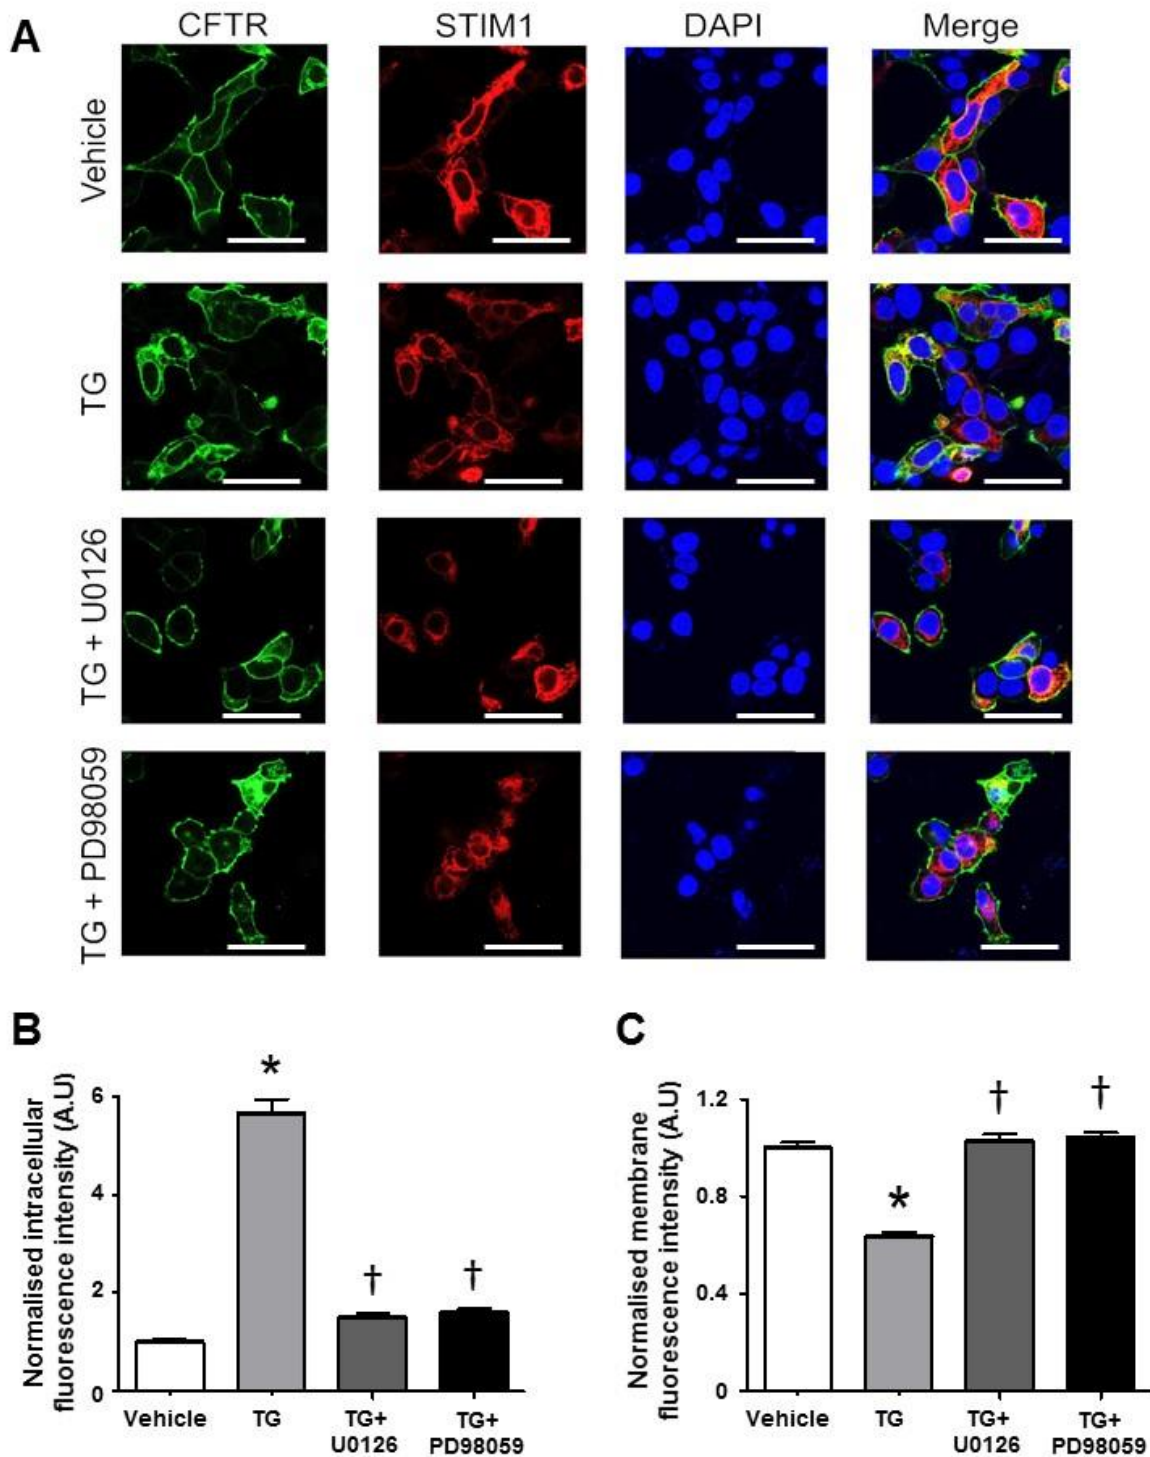 A
CFTR STIM1 DAPI Merge
Vehicle
TG
TG + U0126
TG + PD98059
B
Normalised intracellular
fluorescence intensity (A.U)
6
4
2
0
*
†
†
Vehicle TG TG+ TG+
U0126 PD98059
C
Normalised membrane
fluorescence intensity (A.U)
1.2
0.8
0.4
0
*
†
†
Vehicle TG TG+ TG+
U0126 PD98059